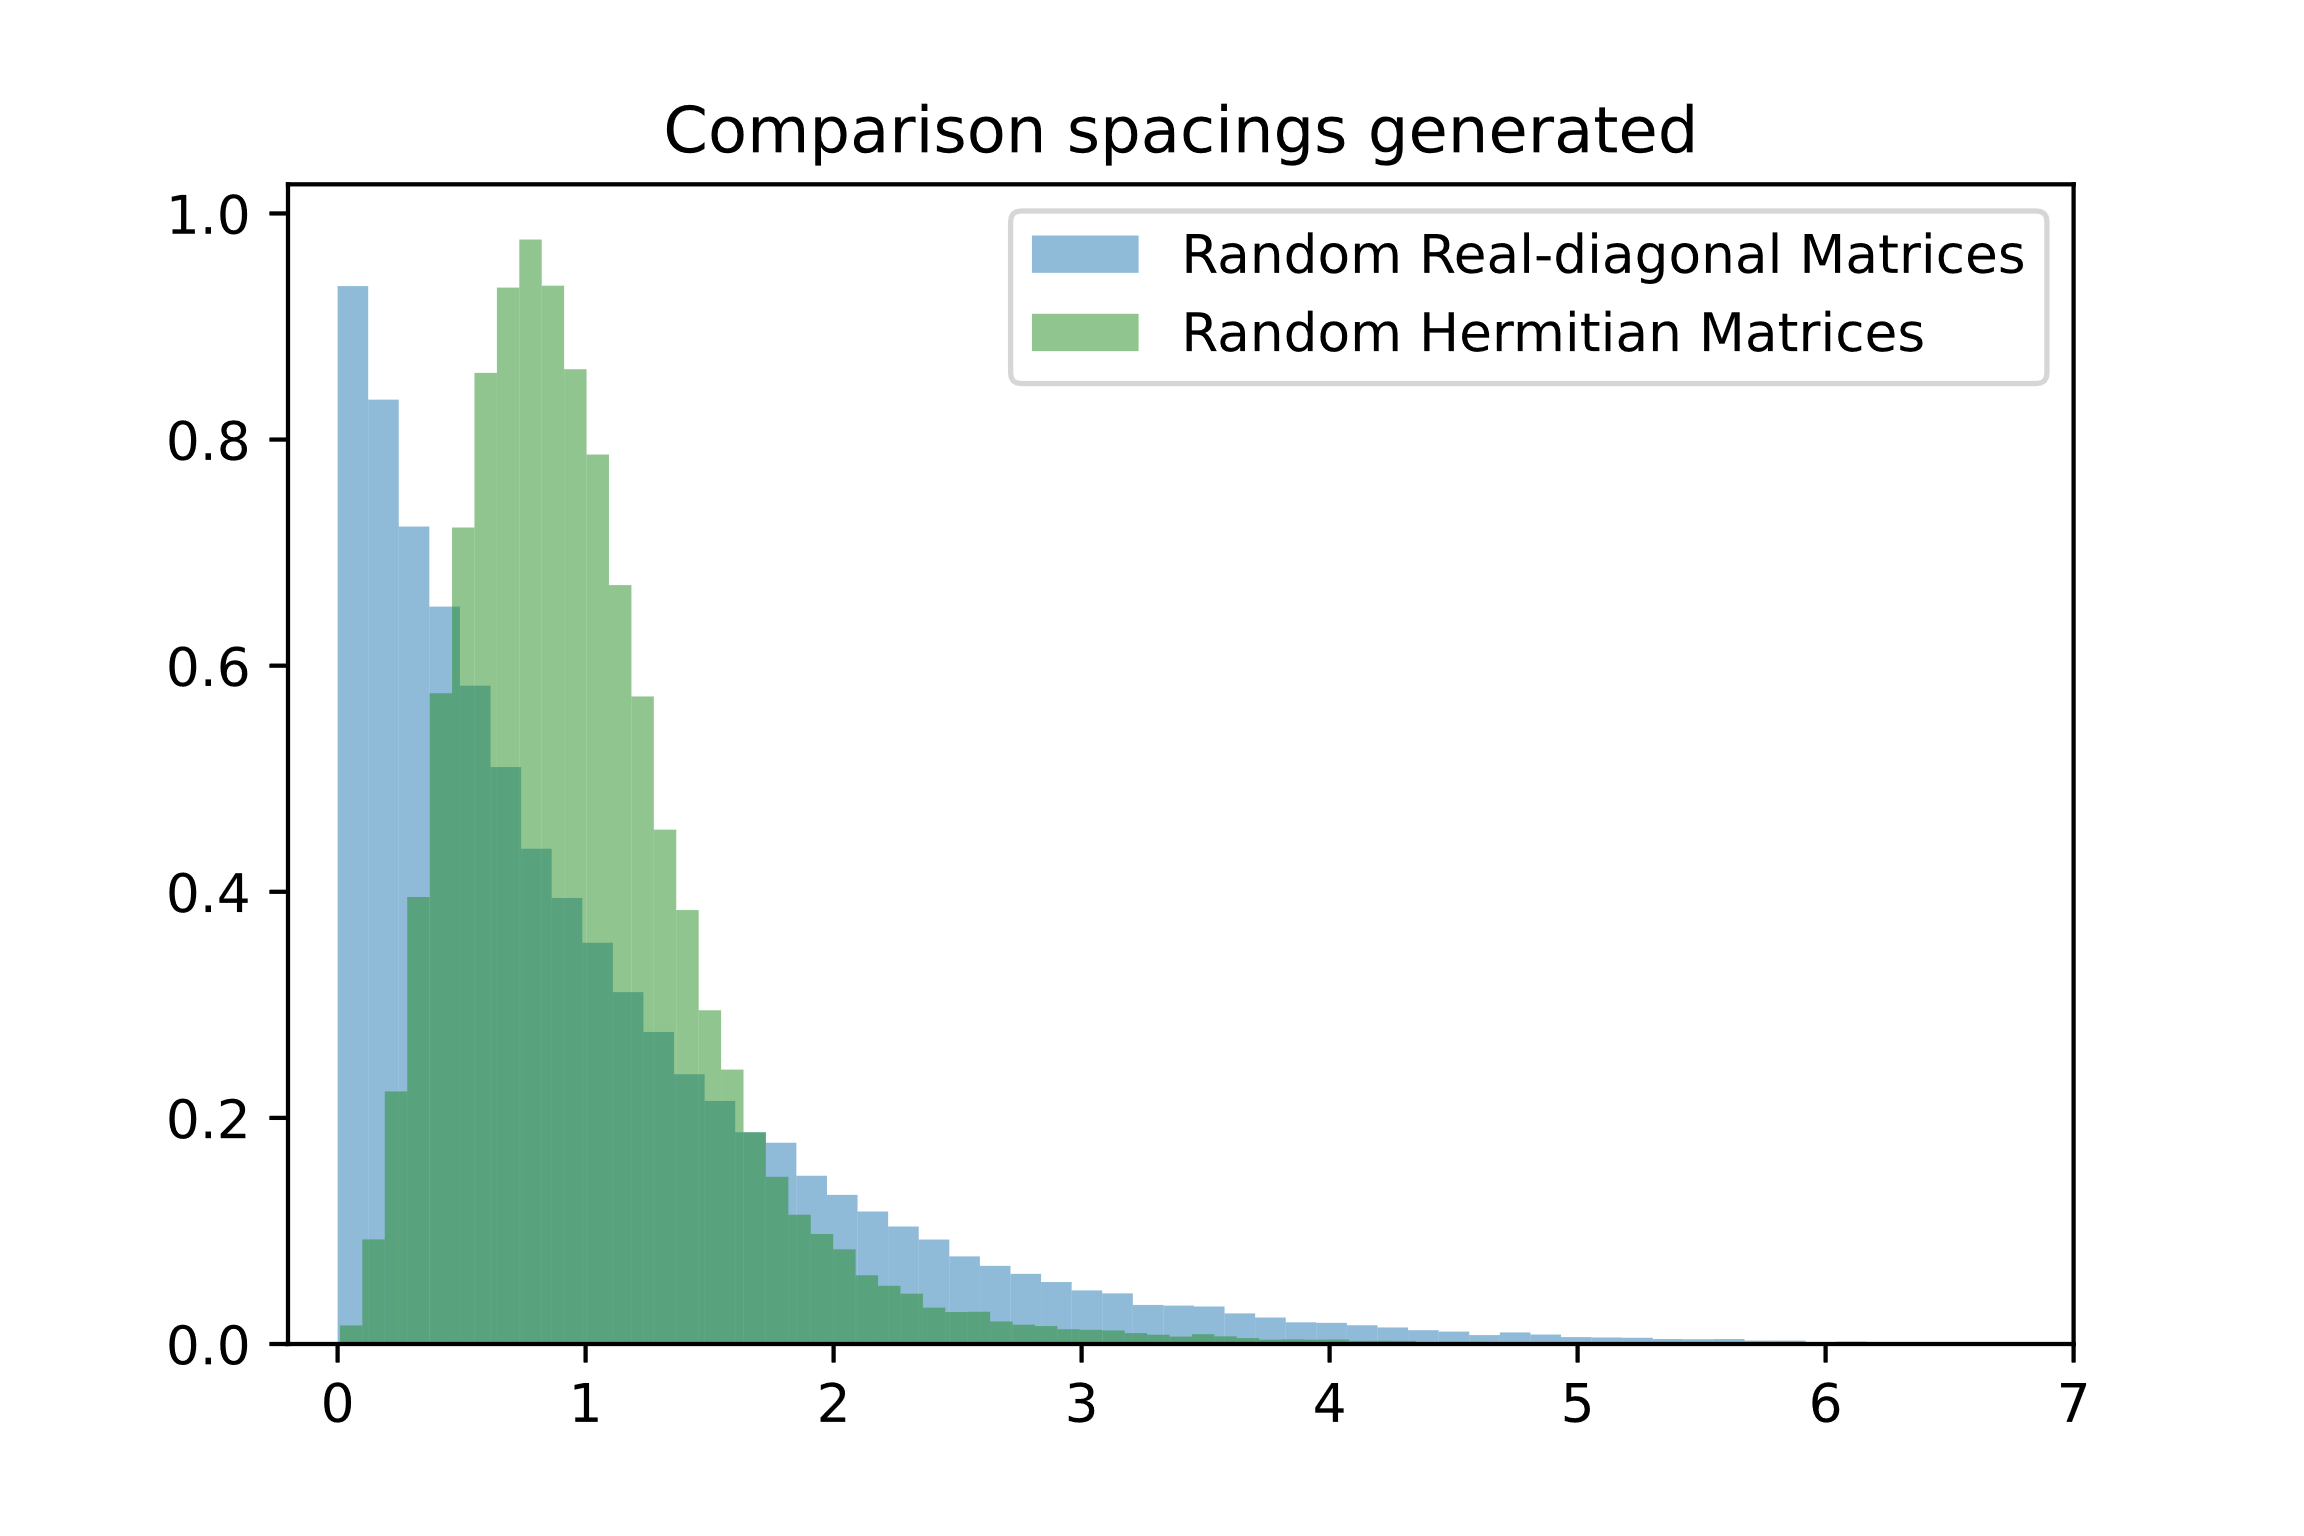 Comparison spacings generated
Random Real-diagonal Matrices
Random Hermitian Matrices
1.0
0.8
0.6
0.4
0.2
0.0
0 1 2 3 4 5 6 7